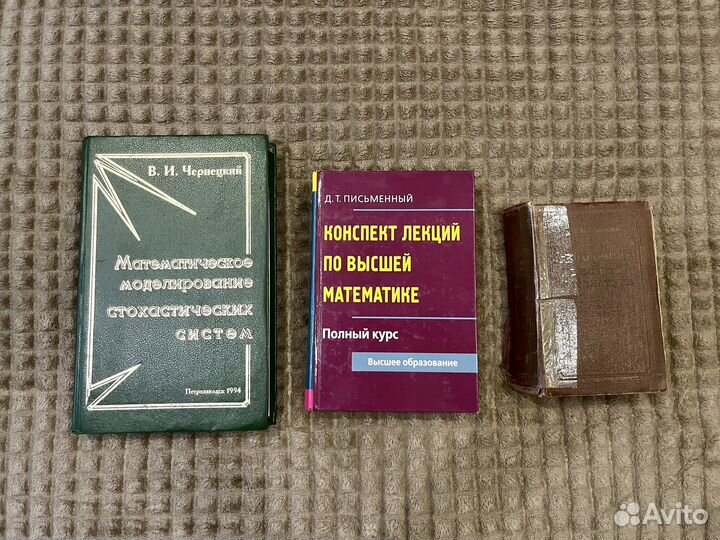 В. И. Чернецкий
Математическое
моделирование
стохастических
систем
Петрозаводск 1994
Д.Т. ПИСЬМЕННЫЙ
КОНСПЕКТ ЛЕКЦИЙ
ПО ВЫСШЕЙ
МАТЕМАТИКЕ
Полный курс
Высшее образование
Avito